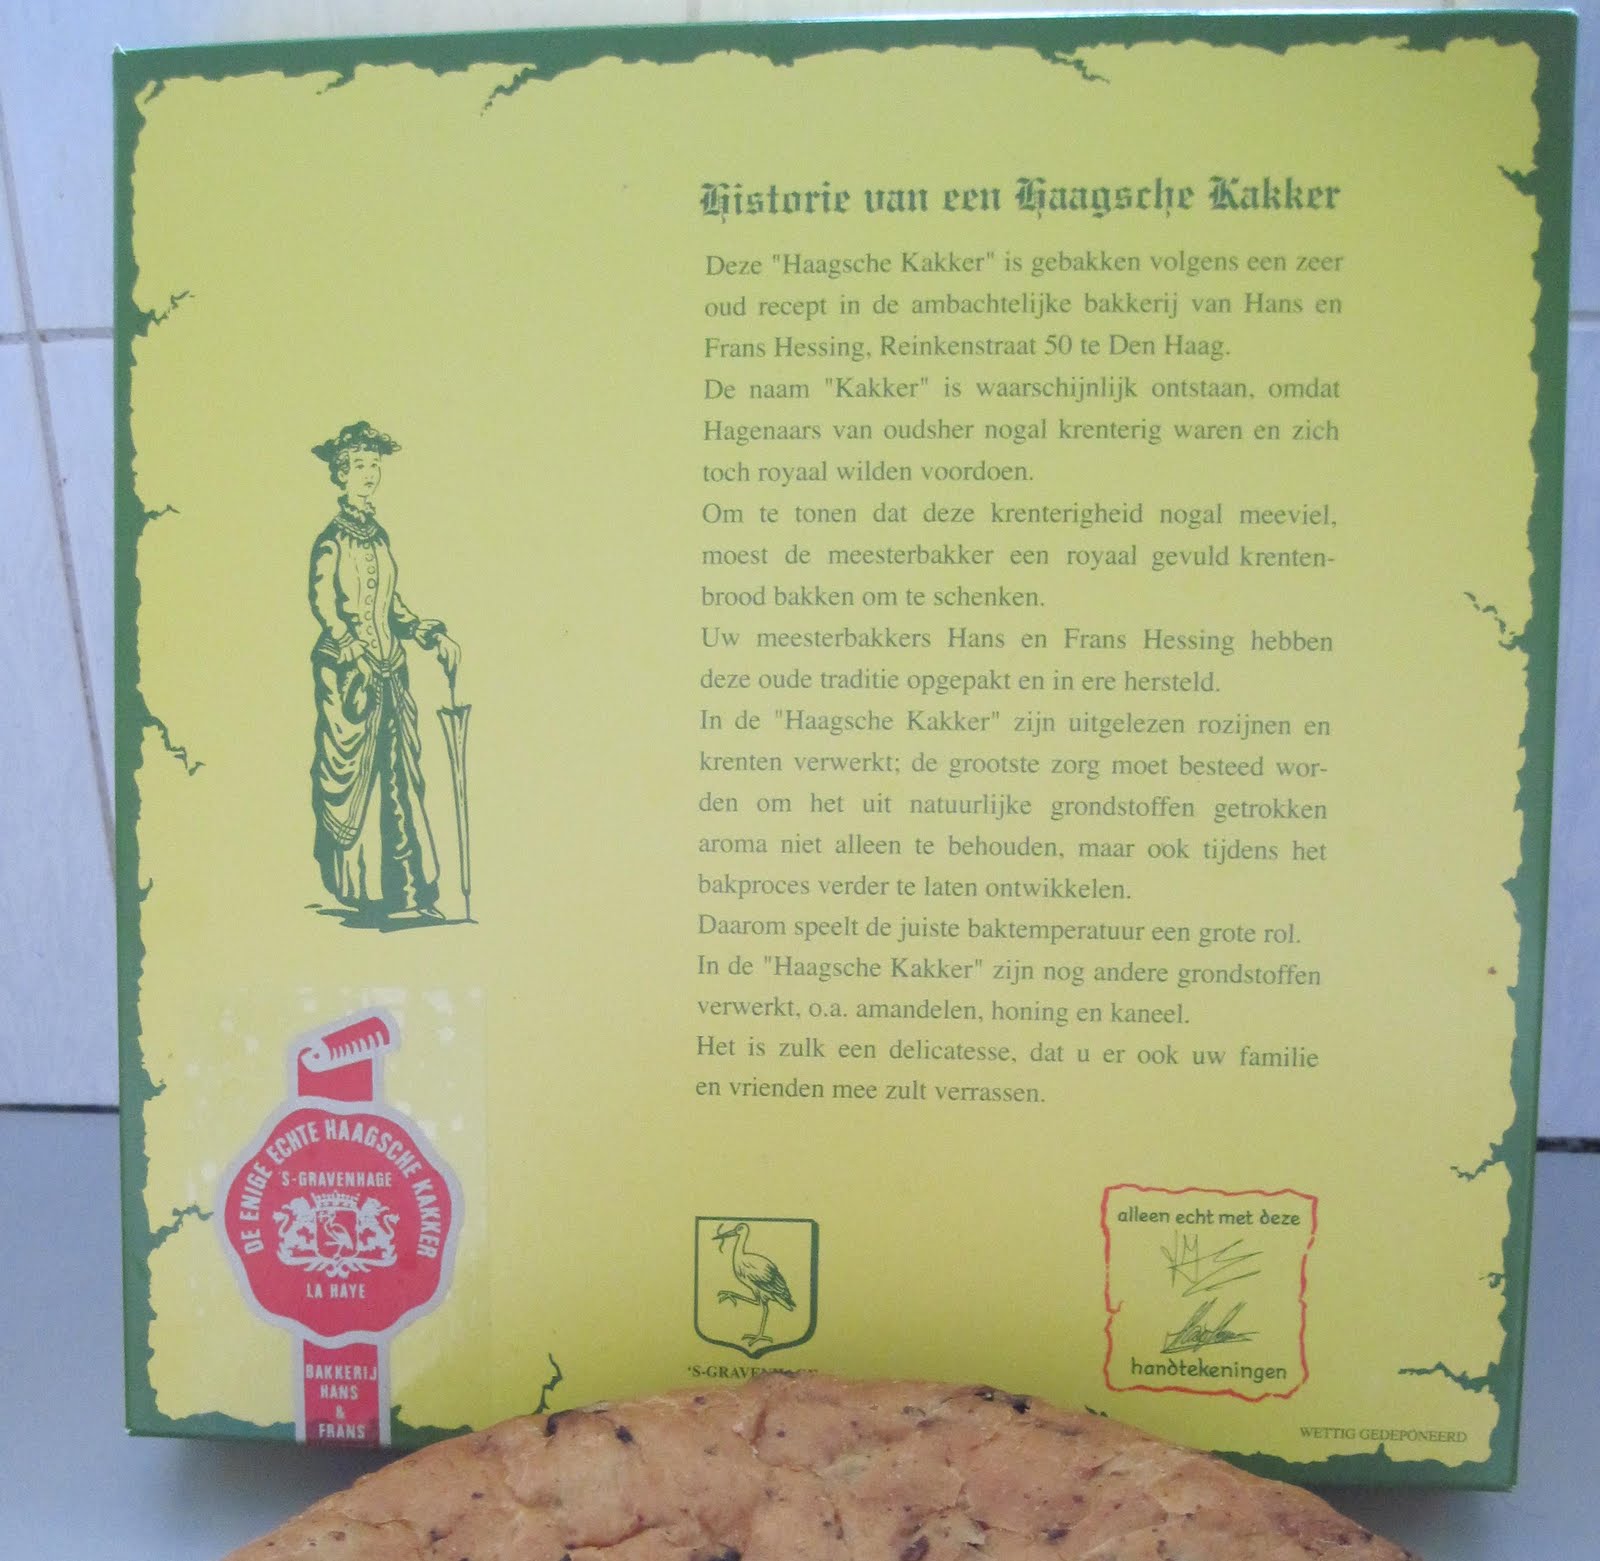 Historie van een Haagsche Kakker
Deze "Haagsche Kakker" is gebakken volgens een zeer
oud recept in de ambachtelijke bakkerij van Hans en
Frans Hessing, Reinkenstraat 50 te Den Haag.
De naam "Kakker" is waarschijnlijk ontstaan, omdat
Hagenaars van oudsher nogal krenterig waren en zich
toch royaal wilden voordoen.
Om te tonen dat deze krenterigheid nogal meeviel,
moest de meesterbakker een royaal gevuld krenten-
brood bakken om te schenken.
Uw meesterbakkers Hans en Frans Hessing hebben
deze oude traditie opgepakt en in ere hersteld.
In de "Haagsche Kakker" zijn uitgelezen rozijnen en
krenten verwerkt; de grootste zorg moet besteed wor-
den om het uit natuurlijke grondstoffen getrokken
aroma niet alleen te behouden, maar ook tijdens het
bakproces verder te laten ontwikkelen.
Daarom speelt de juiste baktemperatuur een grote rol.
In de "Haagsche Kakker" zijn nog andere grondstoffen
verwerkt, o.a. amandelen, honing en kaneel.
Het is zulk een delicatesse, dat u er ook uw familie
en vrienden mee zult verrassen.
DE ENIGE ECHTE HAAGSCHE KAKKER
'S-GRAVENHAGE
LA HAYE
BAKKERIJ
HANS
&
FRANS
'S-GRAVENHAGE
alleen echt met deze
handtekeningen
WETTIG GEDEPONEERD